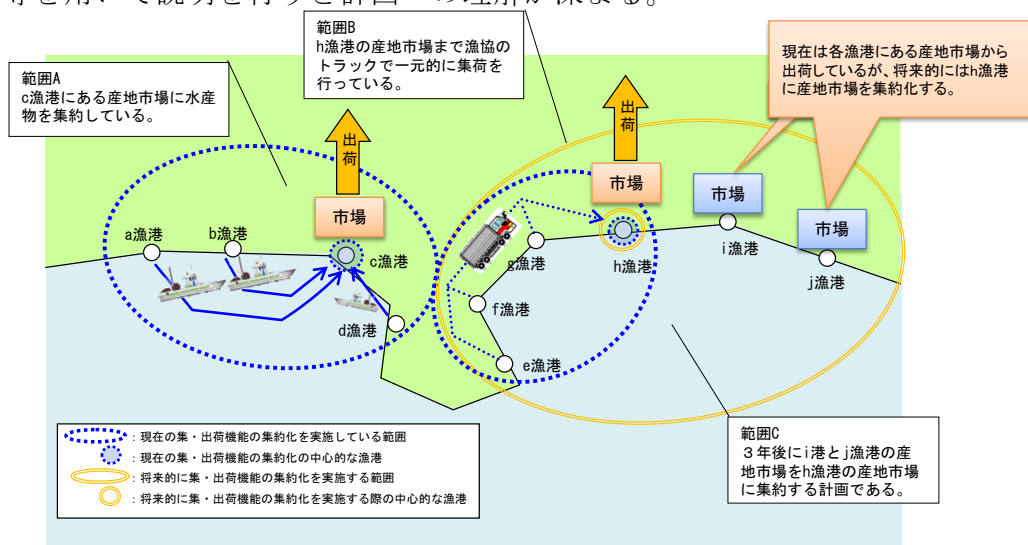 等を用いて説明を行うと計画への理解が深まる。
範囲B
h漁港の産地市場まで漁協の
トラックで一元的に集荷を
行っている。
範囲A
c漁港にある産地市場に水産
物を集約している。
現在は各漁港にある産地市場から
出荷しているが、将来的にはh漁港
に産地市場を集約化する。
出荷
出荷
市場
市場
市場
市場
a漁港
b漁港
c漁港
d漁港
g漁港
h漁港
i漁港
j漁港
f漁港
e漁港
範囲C
３年後にi港とj漁港の産
地市場をh漁港の産地市場
に集約する計画である。
：現在の集・出荷機能の集約化を実施している範囲
：現在の集・出荷機能の集約化の中心的な漁港
：将来的に集・出荷機能の集約化を実施する範囲
：将来的に集・出荷機能の集約化を実施する際の中心的な漁港